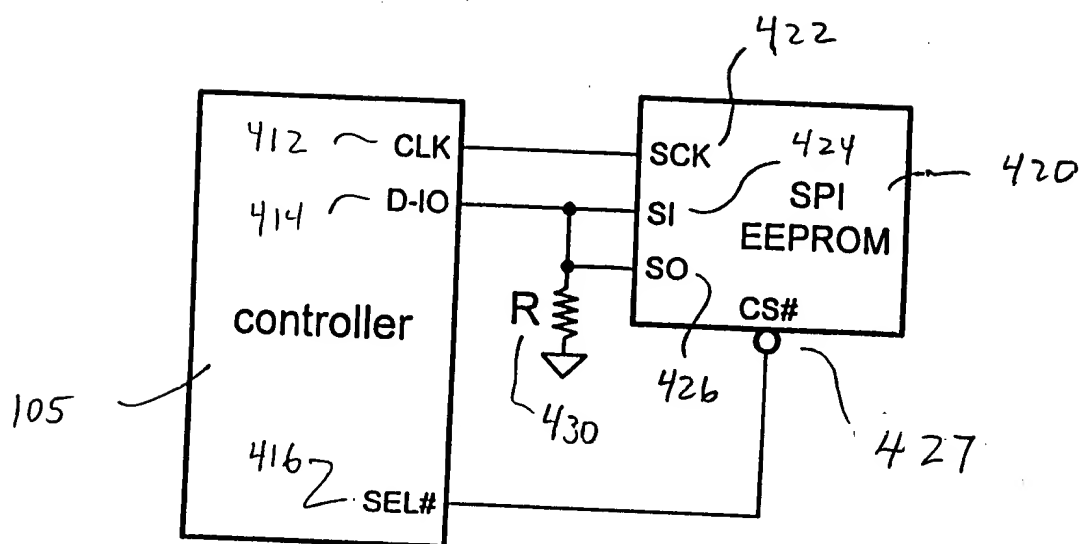 422
412 CLK
SCK
424
420
414 D-IO
SI
SPI
EEPROM
SO
R
CS#
controller
426
430
427
105
416
SEL#